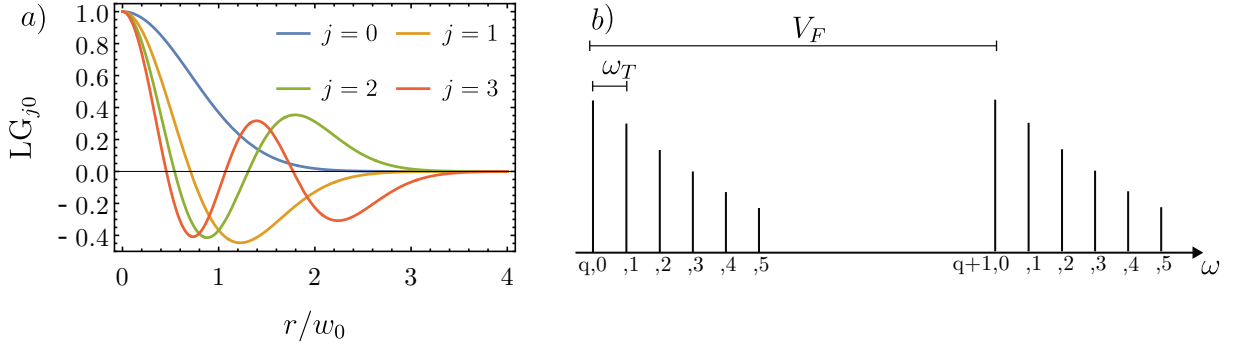 a)
LG_{j0}
1.0
0.8
0.6
0.4
0.2
0.0
- 0.2
- 0.4
j = 0
j = 1
j = 2
j = 3
0 1 2 3 4
r/w_0
b)
V_F
ω_T
q,0 ,1 ,2 ,3 ,4 ,5 q+1,0 ,1 ,2 ,3 ,4 ,5
ω